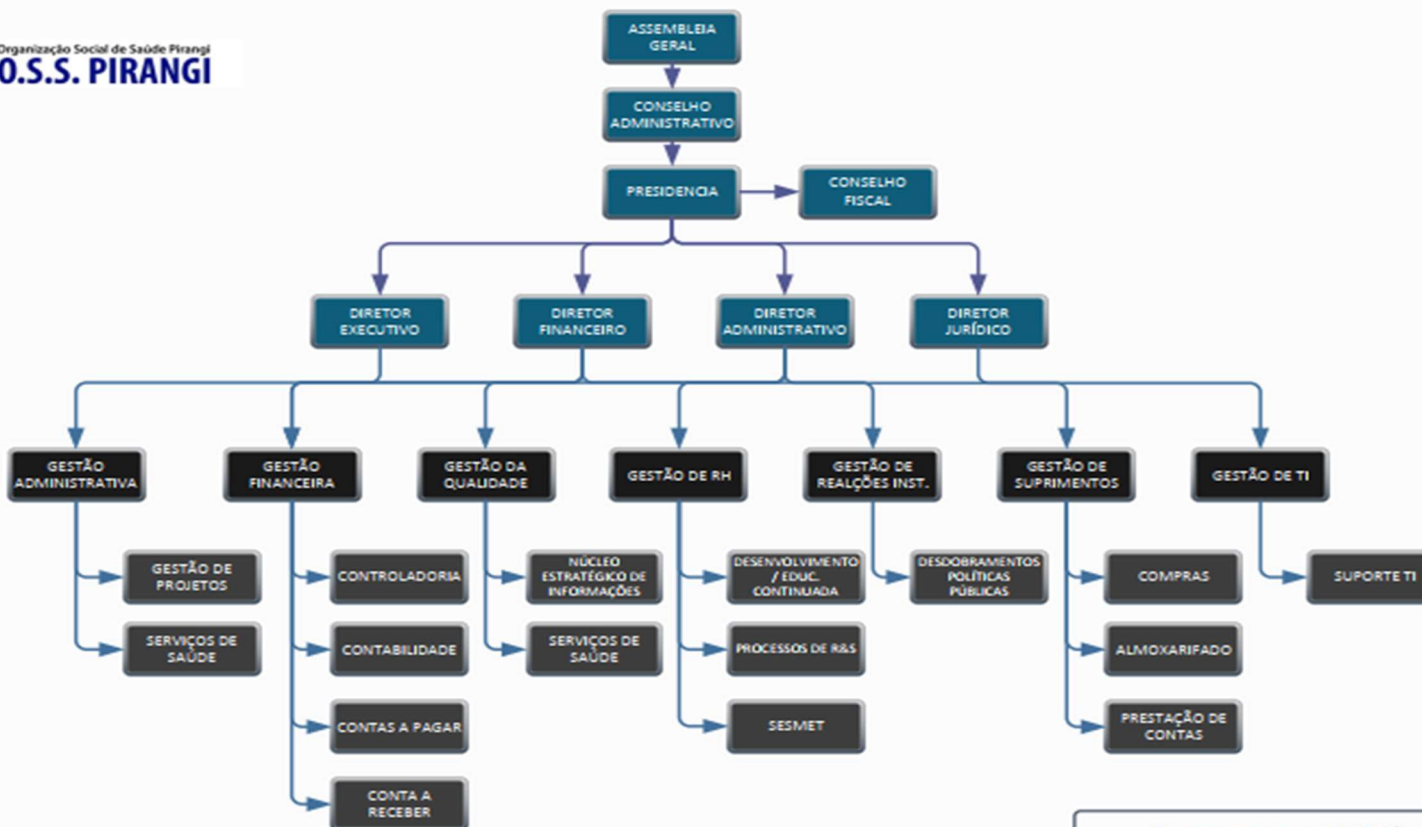 Organização Social de Saúde Pirangi
O.S.S. PIRANGI
ASSEMBLEIA
GERAL
CONSELHO
ADMINISTRATIVO
PRESIDENCIA
CONSELHO
FISCAL
DIRETOR
EXECUTIVO
DIRETOR
FINANCEIRO
DIRETOR
ADMINISTRATIVO
DIRETOR
JURÍDICO
GESTÃO
ADMINISTRATIVA
GESTÃO
FINANCEIRA
GESTÃO DA
QUALIDADE
GESTÃO DE RH
GESTÃO DE
REALÇÕES INST.
GESTÃO DE
SUPRIMENTOS
GESTÃO DE TI
GESTÃO DE
PROJETOS
CONTROLADORIA
NÚCLEO
ESTRATÉGICO DE
INFORMAÇÕES
DESENVOLVIMENTO
/ EDUC.
CONTINUADA
DESDOBRAMENTOS
POLÍTICAS
PÚBLICAS
COMPRAS
SUPORTE TI
SERVIÇOS DE
SAÚDE
CONTABILIDADE
SERVIÇOS DE
SAÚDE
PROCESSOS DE R&S
ALMOXARIFADO
CONTAS A PAGAR
SESMET
PRESTAÇÃO DE
CONTAS
CONTA A
RECEBER